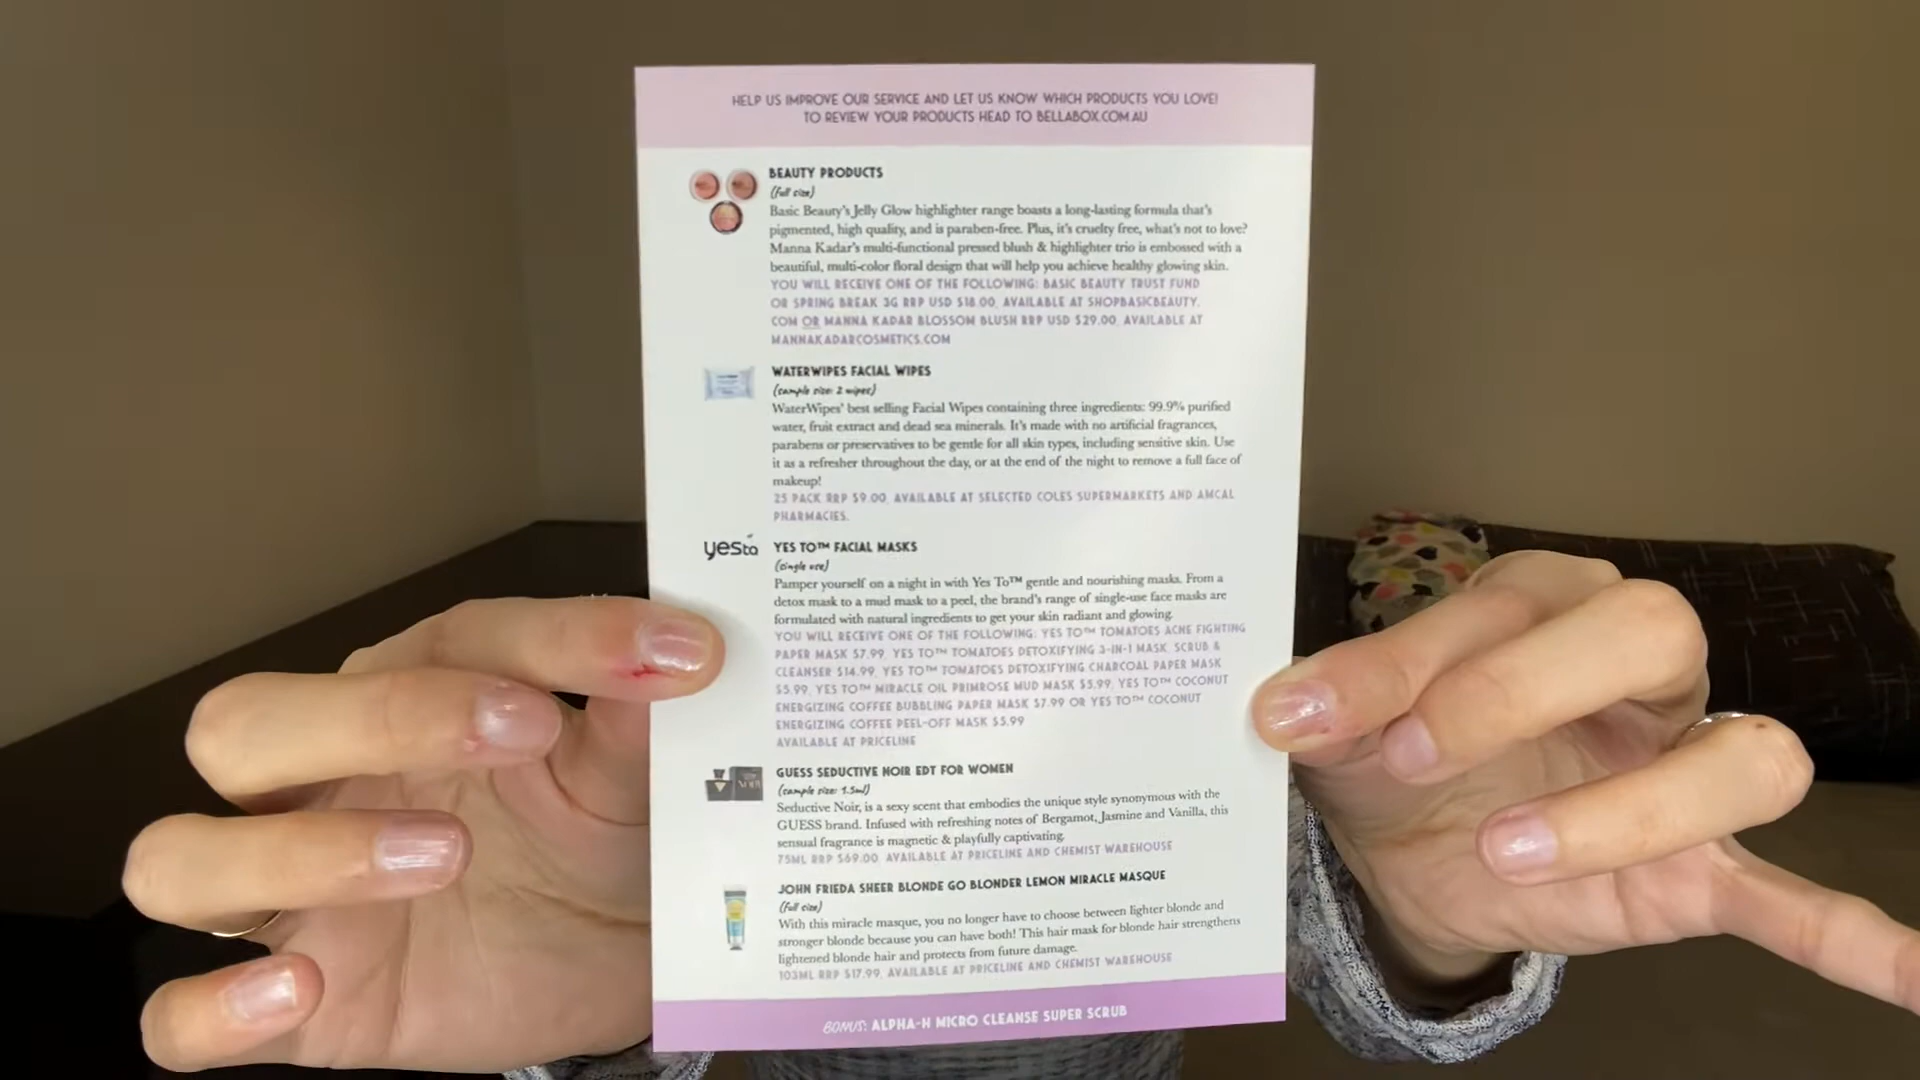 HELP US IMPROVE OUR SERVICE AND LET US KNOW WHICH PRODUCTS YOU LOVE!
TO REVIEW YOUR PRODUCTS HEAD TO BELLABOX.COM.AU
BEAUTY PRODUCTS
(full size)
Basic Beauty's Jelly Glow highlighter range boasts a long-lasting formula that's
pigmented, high quality, and is paraben-free. Plus, it's cruelty free, what's not to love?
Manna Kadar's multi-functional pressed blush & highlighter trio is embossed with a
beautiful, multi-color floral design that will help you achieve healthy glowing skin.
YOU WILL RECEIVE ONE OF THE FOLLOWING: BASIC BEAUTY TRUST FUND
OR SPRING BREAK 3G RRP USD $18.00, AVAILABLE AT SHOPBASICBEAUTY.
COM OR MANNA KADAR BLOSSOM BLUSH RRP USD $29.00, AVAILABLE AT
MANNAKADARCOSMETICS.COM
WATERWIPES FACIAL WIPES
(sample size: 2 wipes)
WaterWipes' best selling Facial Wipes containing three ingredients: 99.9% purified
water, fruit extract and dead sea minerals. It's made with no artificial fragrances,
parabens or preservatives to be gentle for all skin types, including sensitive skin. Use
it as a refresher throughout the day, or at the end of the night to remove a full face of
makeup!
25 PACK RRP $9.00, AVAILABLE AT SELECTED COLES SUPERMARKETS AND AMCAL
PHARMACIES.
yesto
YES TO™ FACIAL MASKS
(single use)
Pamper yourself on a night in with Yes To™ gentle and nourishing masks. From a
detox mask to a mud mask to a peel, the brand's range of single-use face masks are
formulated with natural ingredients to get your skin radiant and glowing.
YOU WILL RECEIVE ONE OF THE FOLLOWING: YES TO™ TOMATOES ACNE FIGHTING
PAPER MASK $7.99, YES TO™ TOMATOES DETOXIFYING 3-IN-1 MASK, SCRUB &
CLEANSER $14.99, YES TO™ TOMATOES DETOXIFYING CHARCOAL PAPER MASK
$5.99, YES TO™ MIRACLE OIL PRIMROSE MUD MASK $5.99, YES TO™ COCONUT
ENERGIZING COFFEE BUBBLING PAPER MASK $7.99 OR YES TO™ COCONUT
ENERGIZING COFFEE PEEL-OFF MASK $5.99
AVAILABLE AT PRICELINE
GUESS SEDUCTIVE NOIR EDT FOR WOMEN
(sample size: 1.5ml)
Seductive Noir, is a sexy scent that embodies the unique style synonymous with the
GUESS brand. Infused with refreshing notes of Bergamot, Jasmine and Vanilla, this
sensual fragrance is magnetic & playfully captivating.
75ML RRP $69.00, AVAILABLE AT PRICELINE AND CHEMIST WAREHOUSE
JOHN FRIEDA SHEER BLONDE GO BLONDER LEMON MIRACLE MASQUE
(full size)
With this miracle masque, you no longer have to choose between lighter blonde and
stronger blonde because you can have both! This hair mask for blonde hair strengthens
lightened blonde hair and protects from future damage.
103ML RRP $17.99, AVAILABLE AT PRICELINE AND CHEMIST WAREHOUSE
BONUS: ALPHA-H MICRO CLEANSE SUPER SCRUB